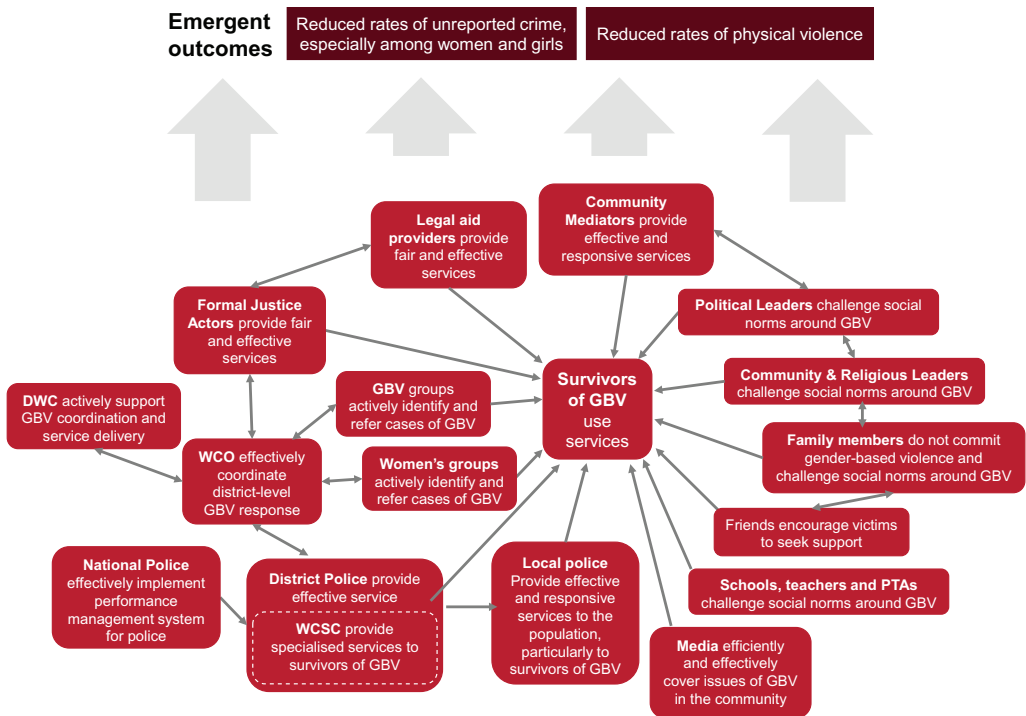 Emergent
outcomes
Reduced rates of unreported crime,
especially among women and girls
Reduced rates of physical violence
Legal aid
providers provide
fair and effective
services
Community
Mediators provide
effective and
responsive services
Formal Justice
Actors provide fair
and effective
services
Political Leaders challenge social
norms around GBV
DWC actively support
GBV coordination and
service delivery
GBV groups
actively identify and
refer cases of GBV
Survivors
of GBV
use
services
Community & Religious Leaders
challenge social norms around GBV
WCO effectively
coordinate
district-level
GBV response
Women's groups
actively identify and
refer cases of GBV
Family members do not commit
gender-based violence and
challenge social norms around GBV
Friends encourage victims
to seek support
National Police
effectively implement
performance
management system
for police
District Police provide
effective service
WCSC provide
specialised services to
survivors of GBV
Local police
Provide effective
and responsive
services to the
population,
particularly to
survivors of GBV
Schools, teachers and PTAs
challenge social norms around GBV
Media efficiently
and effectively
cover issues of GBV
in the community